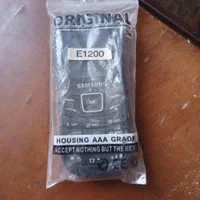 ORIGINAL
E1200
SAMSUNG
HOUSING AAA GRADE
ACCEPT NOTHING BUT THE BEST